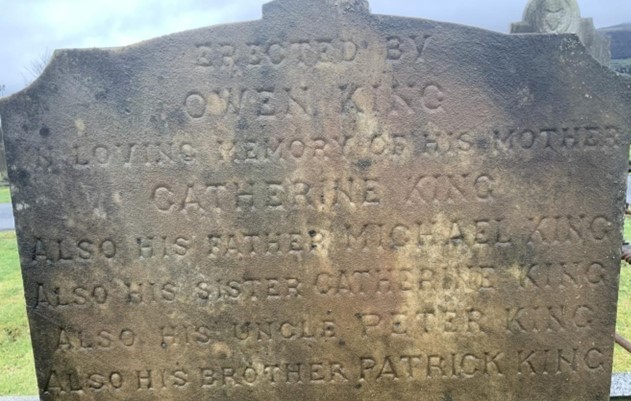 ERECTED BY
OWEN KING
IN LOVING MEMORY OF HIS MOTHER
CATHERINE KING
ALSO HIS FATHER MICHAEL KING
ALSO HIS SISTER CATHERINE KING
ALSO HIS UNCLE PETER KING
ALSO HIS BROTHER PATRICK KING